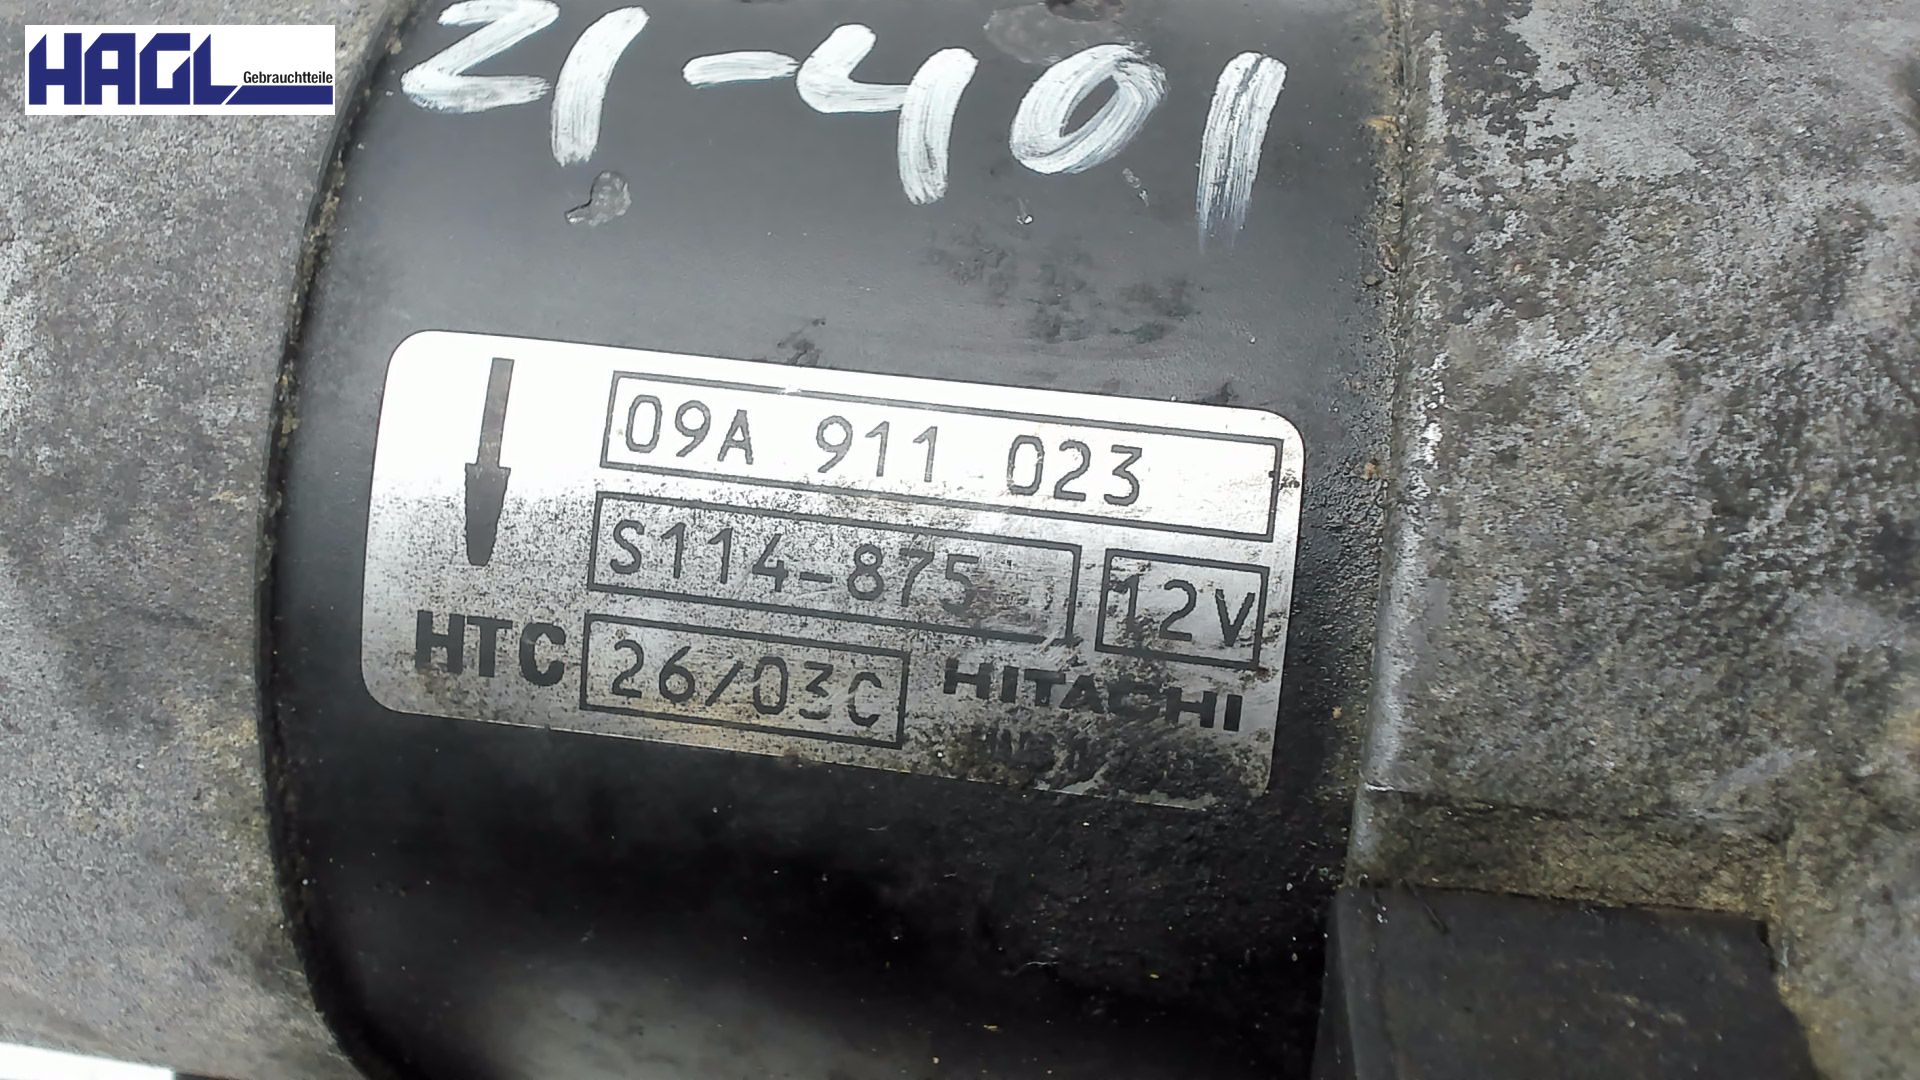 HAGL
Gebrauchtteile
21-401
09A 911 023
S114-875
12V
HTC
26/03C
HITACHI